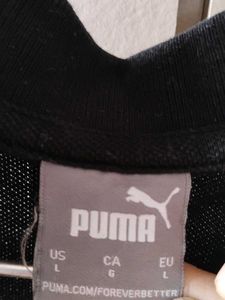 PUMA
US CA EU
L G L
PUMA.COM/FOREVERBETTER